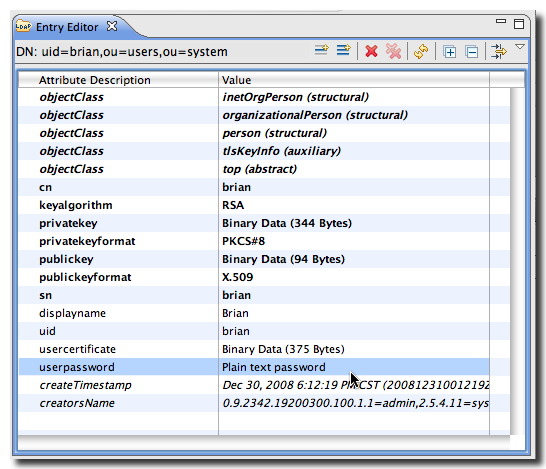 LDAP Entry Editor
DN: uid=brian,ou=users,ou=system
Attribute Description Value
objectClass inetOrgPerson (structural)
objectClass organizationalPerson (structural)
objectClass person (structural)
objectClass tlsKeyInfo (auxiliary)
objectClass top (abstract)
cn brian
keyalgorithm RSA
privatekey Binary Data (344 Bytes)
privatekeyformat PKCS#8
publickey Binary Data (94 Bytes)
publickeyformat X.509
sn brian
displayname Brian
uid brian
usercertificate Binary Data (375 Bytes)
userpassword Plain text password
createTimestamp Dec 30, 2008 6:12:19 CST (200812310012192
creatorsName 0.9.2342.19200300.100.1.1=admin,2.5.4.11=sys